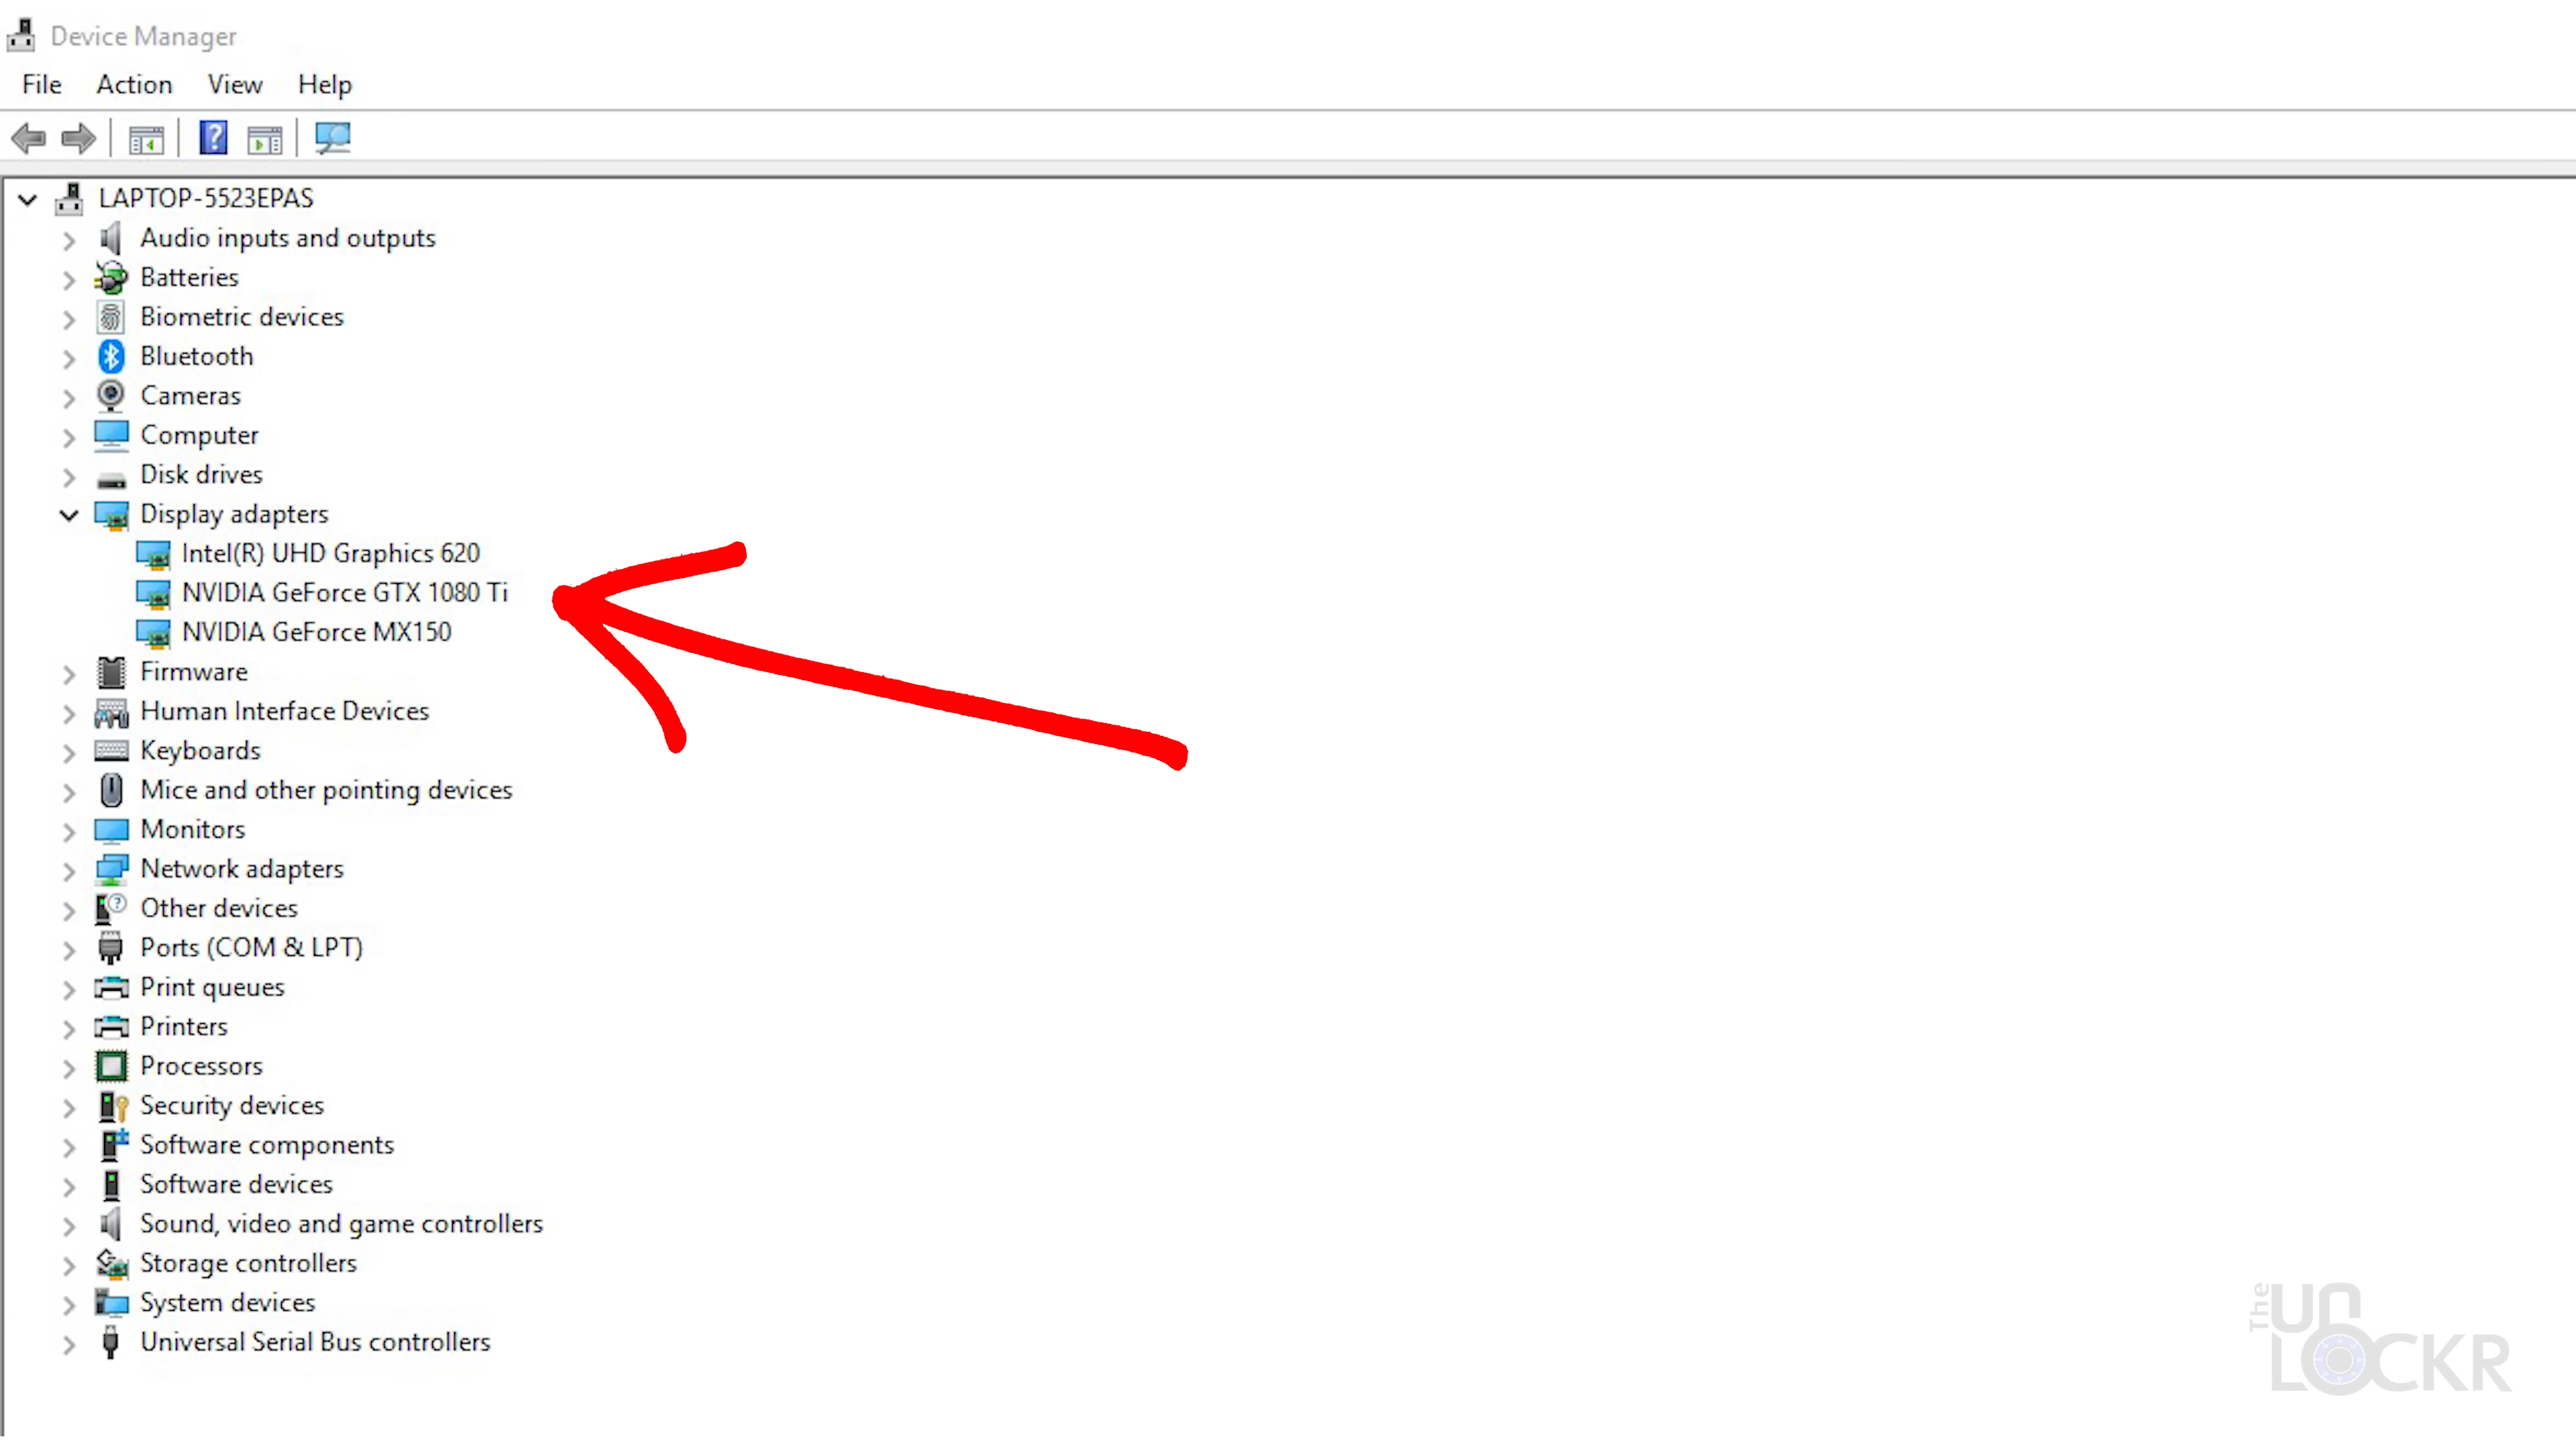 Device Manager
File Action View Help
LAPTOP-5523EPAS
Audio inputs and outputs
Batteries
Biometric devices
Bluetooth
Cameras
Computer
Disk drives
Display adapters
Intel(R) UHD Graphics 620
NVIDIA GeForce GTX 1080 Ti
NVIDIA GeForce MX150
Firmware
Human Interface Devices
Keyboards
Mice and other pointing devices
Monitors
Network adapters
Other devices
Ports (COM & LPT)
Print queues
Printers
Processors
Security devices
Software components
Software devices
Sound, video and game controllers
Storage controllers
System devices
Universal Serial Bus controllers
The
Un
LOCKR